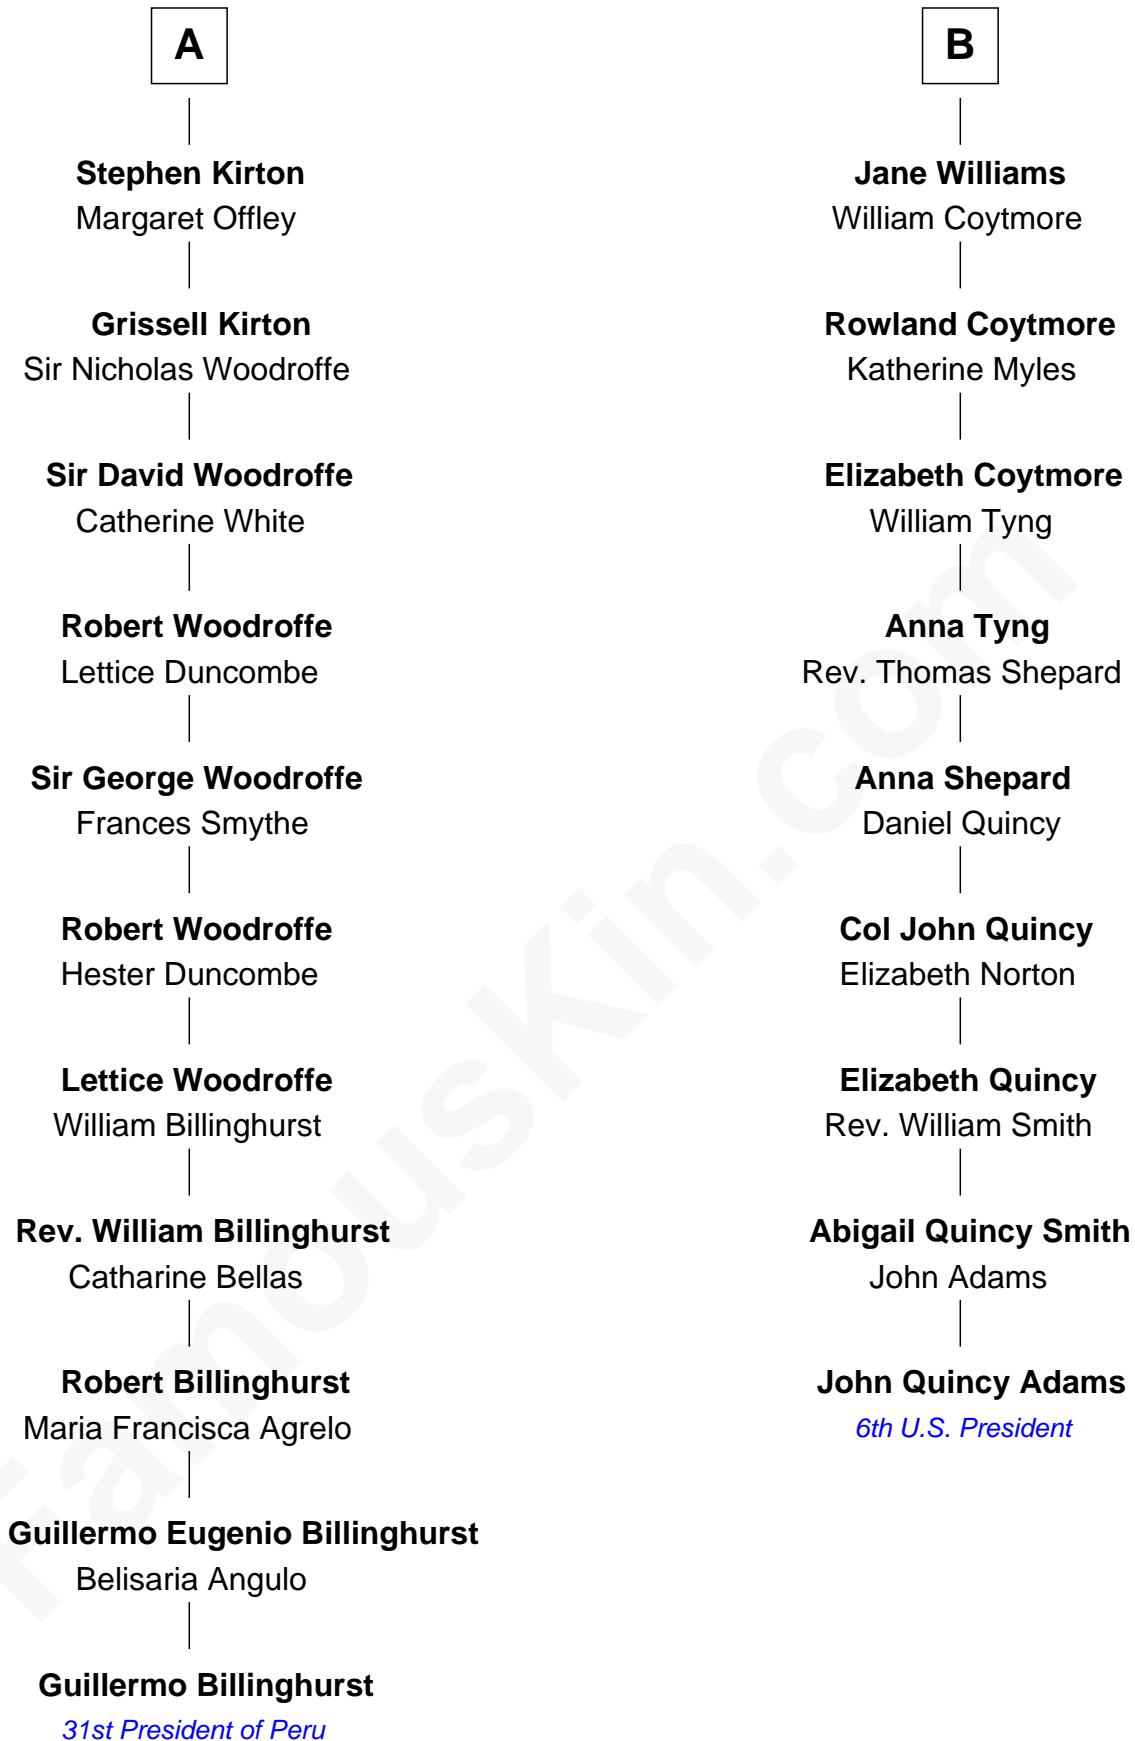 A
Stephen Kirton
Margaret Offley
Grissell Kirton
Sir Nicholas Woodroffe
Sir David Woodroffe
Catherine White
Robert Woodroffe
Lettice Duncombe
Sir George Woodroffe
Frances Smythe
Robert Woodroffe
Hester Duncombe
Lettice Woodroffe
William Billinghurst
Rev. William Billinghurst
Catharine Bellas
Robert Billinghurst
Maria Francisca Agrelo
Guillermo Eugenio Billinghurst
Belisaria Angulo
Guillermo Billinghurst
31st President of Peru
B
Jane Williams
William Coytmore
Rowland Coytmore
Katherine Myles
Elizabeth Coytmore
William Tyng
Anna Tyng
Rev. Thomas Shepard
Anna Shepard
Daniel Quincy
Col John Quincy
Elizabeth Norton
Elizabeth Quincy
Rev. William Smith
Abigail Quincy Smith
John Adams
John Quincy Adams
6th U.S. President
FamousKin.com